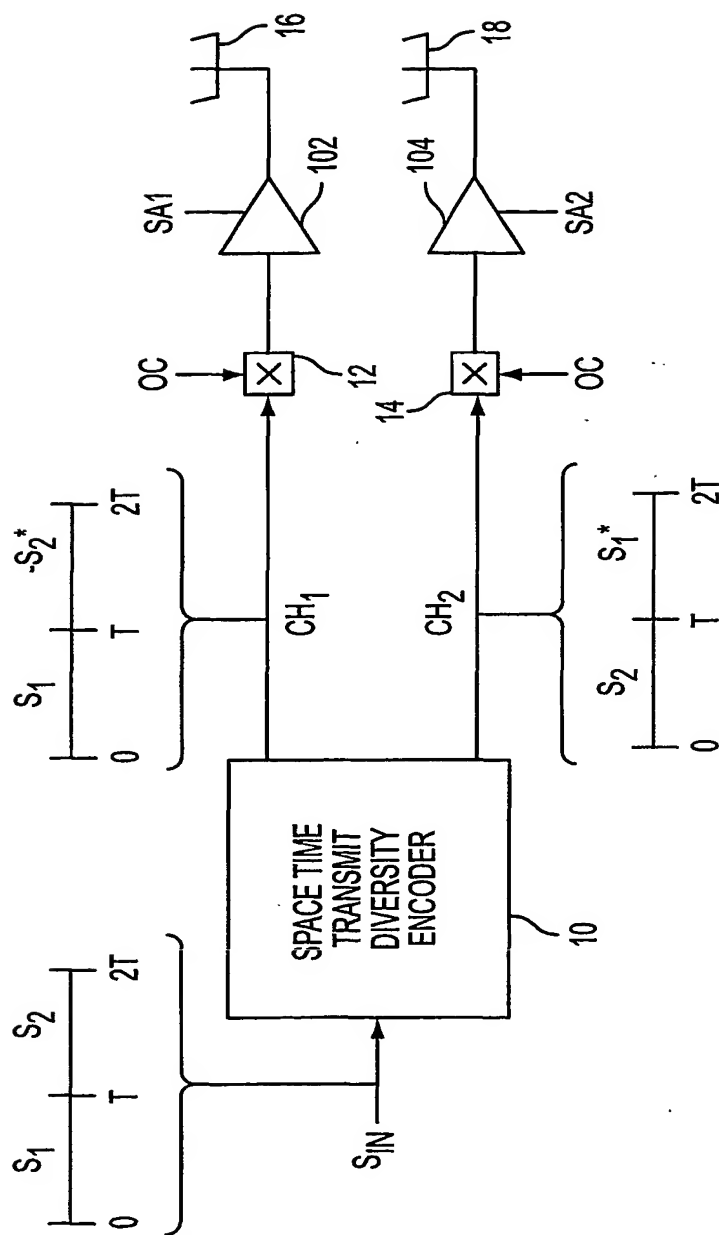 S1 S2
0 T 2T
SIN
SPACE TIME
TRANSMIT
DIVERSITY
ENCODER
10
S1 -S2*
0 T 2T
CH1
CH2
S2 S1*
0 T 2T
OC
12
14
OC
SA1
102
104
SA2
16
18